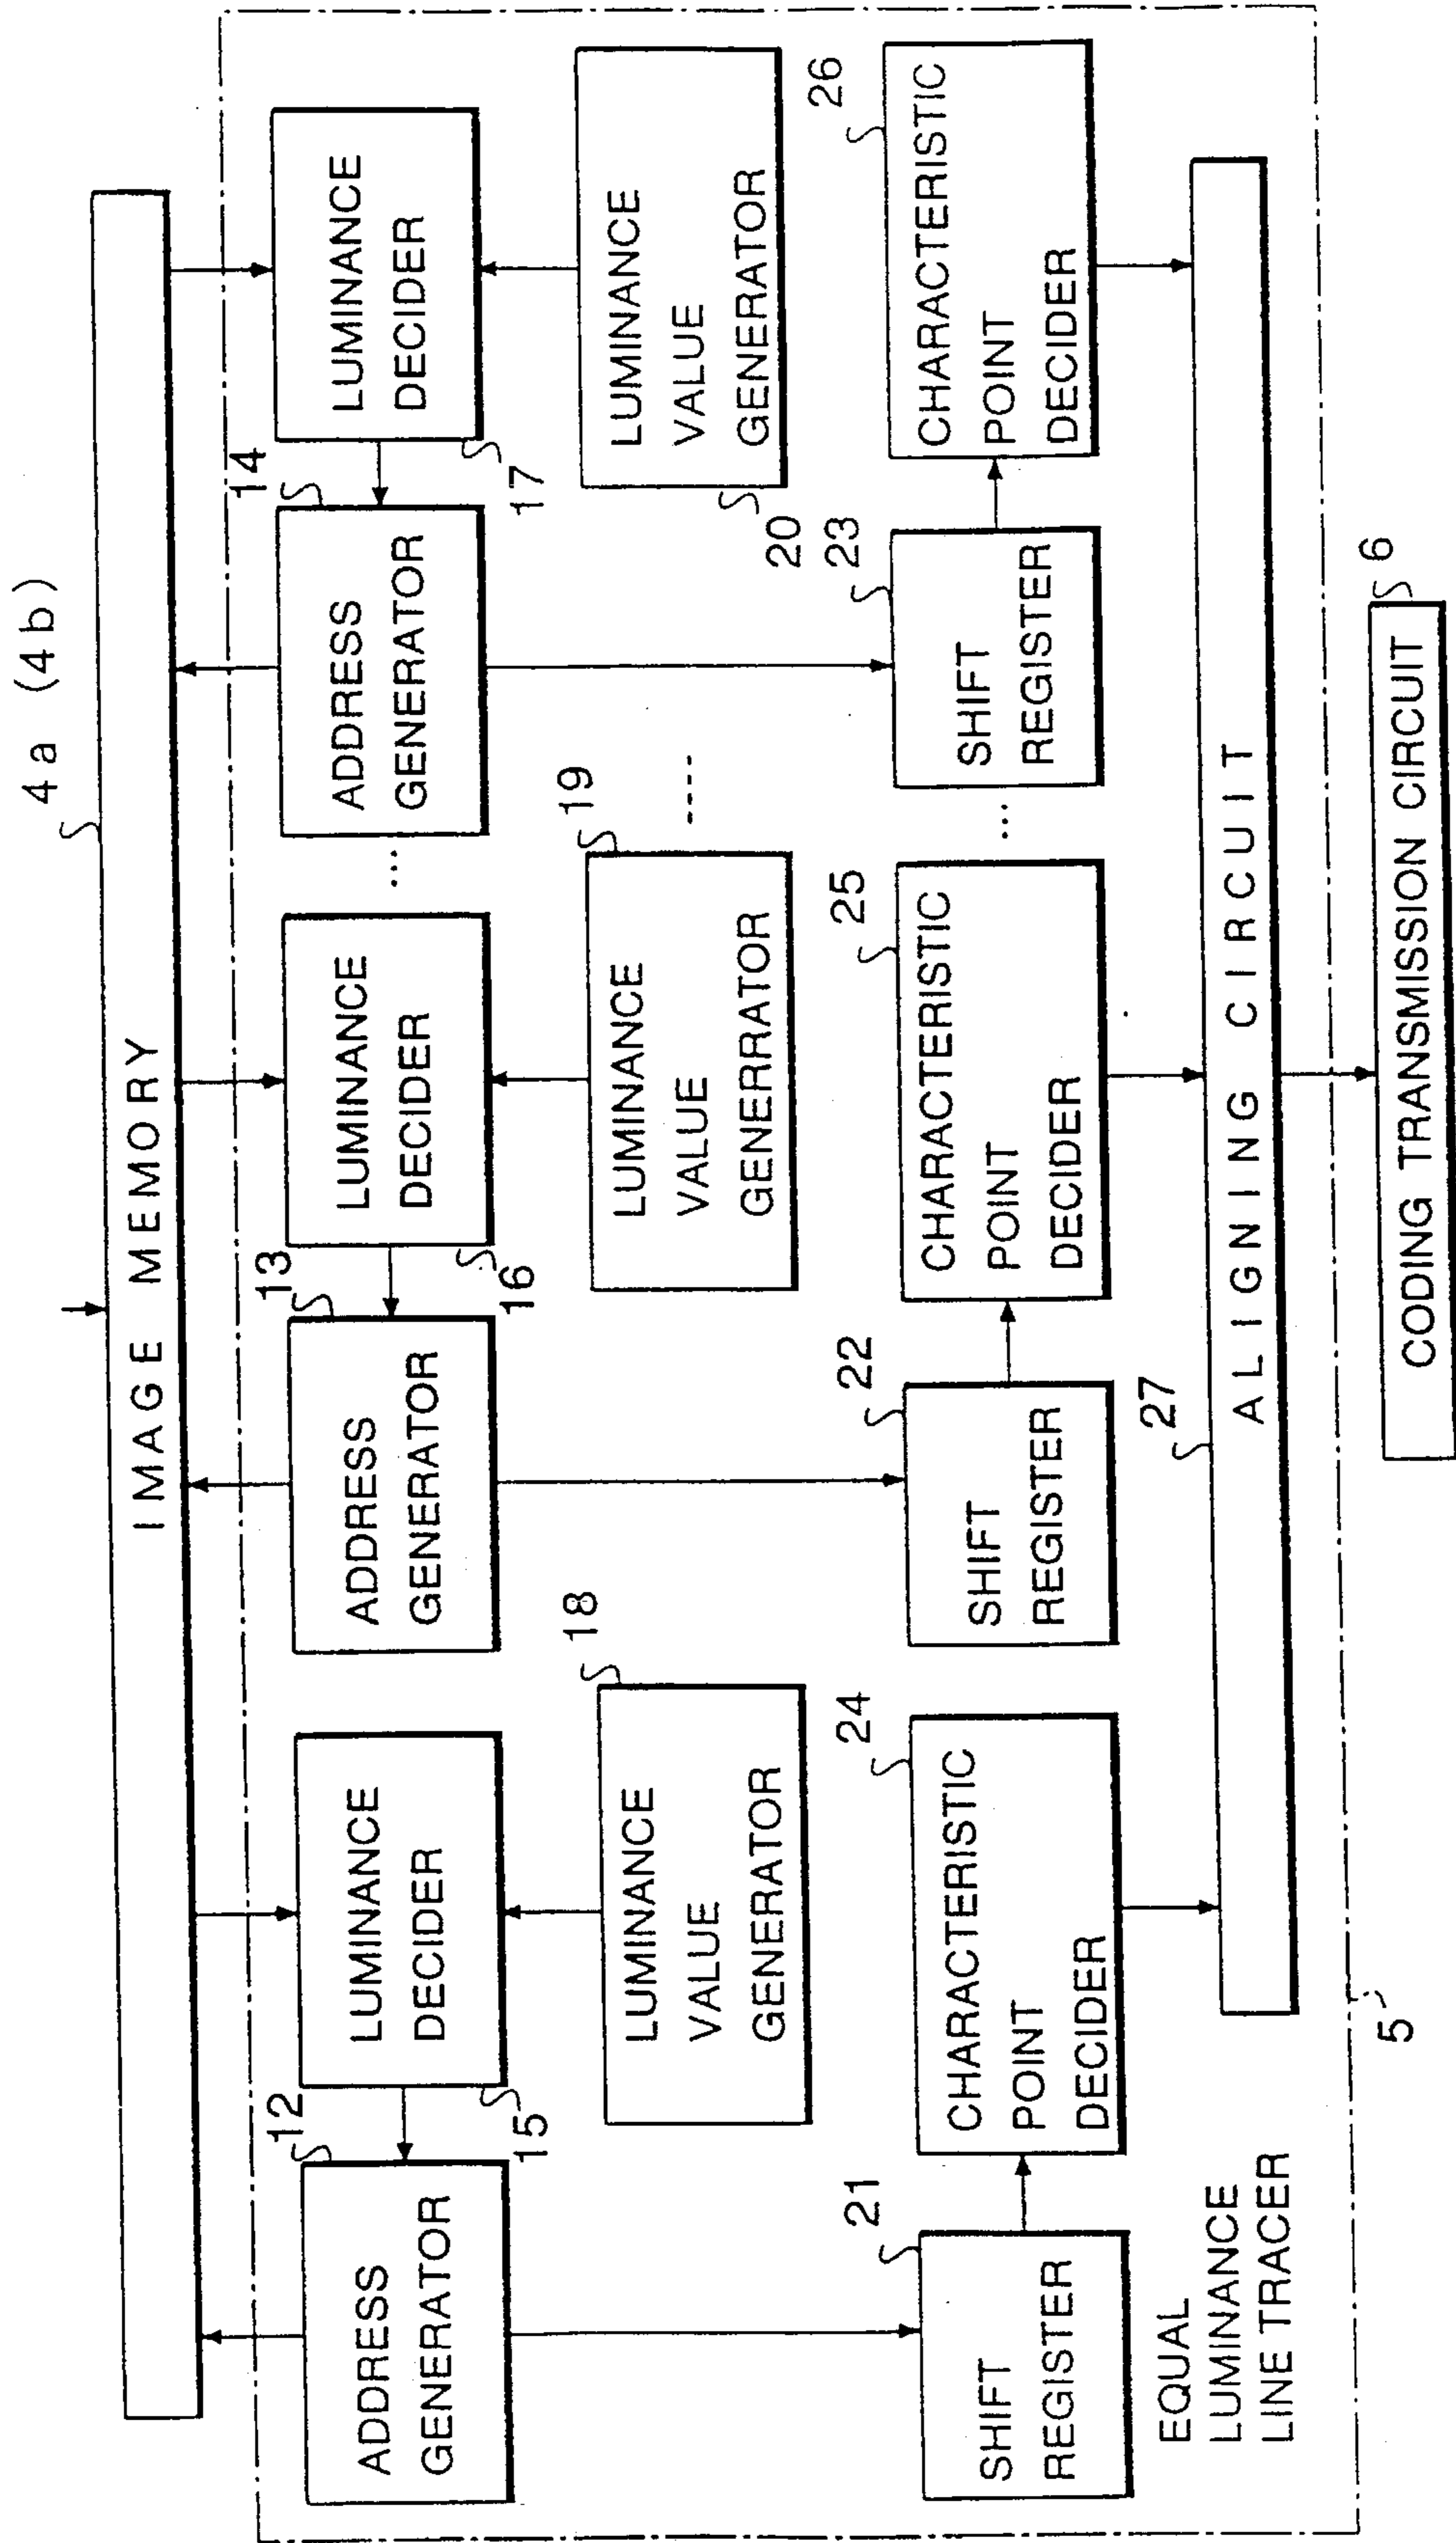 4a (4b)
IMAGE MEMORY
12
13
14
ADDRESS
GENERATOR
LUMINANCE
DECIDER
ADDRESS
GENERATOR
LUMINANCE
DECIDER
...
ADDRESS
GENERATOR
LUMINANCE
DECIDER
15
16
17
18
19
LUMINANCE
VALUE
GENERATOR
LUMINANCE
VALUE
GENERRATOR
----
LUMINANCE
VALUE
GENERATOR
20
21
24
22
25
23
26
SHIFT
REGISTER
CHARACTERISTIC
POINT
DECIDER
SHIFT
REGISTER
CHARACTERISTIC
POINT
DECIDER
...
SHIFT
REGISTER
CHARACTERISTIC
POINT
DECIDER
EQUAL
LUMINANCE
LINE TRACER
27
ALIGNING CIRCUIT
5
6
CODING TRANSMISSION CIRCUIT